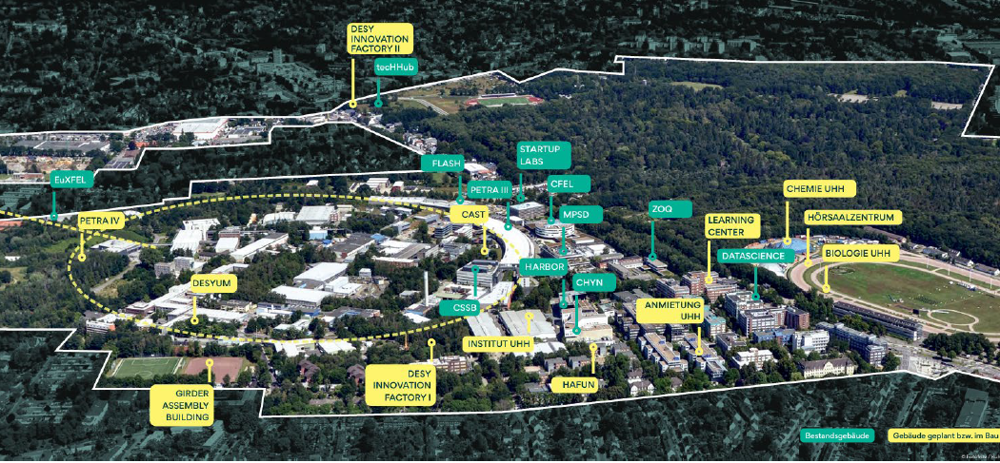 DESY
INNOVATION
FACTORY II
tecHHub
STARTUP
LABS
FLASH
EuXFEL
PETRA III
CFEL
CHEMIE UHH
CAST
MPSD
ZOQ
PETRA IV
LEARNING
CENTER
HÖRSAALZENTRUM
DATASCIENCE
BIOLOGIE UHH
HARBOR
DESYUM
CHYN
CSSB
ANMIETUNG
UHH
INSTITUT UHH
DESY
INNOVATION
FACTORY I
HAFUN
GIRDER
ASSEMBLY
BUILDING
Bestandsgebäude
Gebäude geplant bzw. im Bau